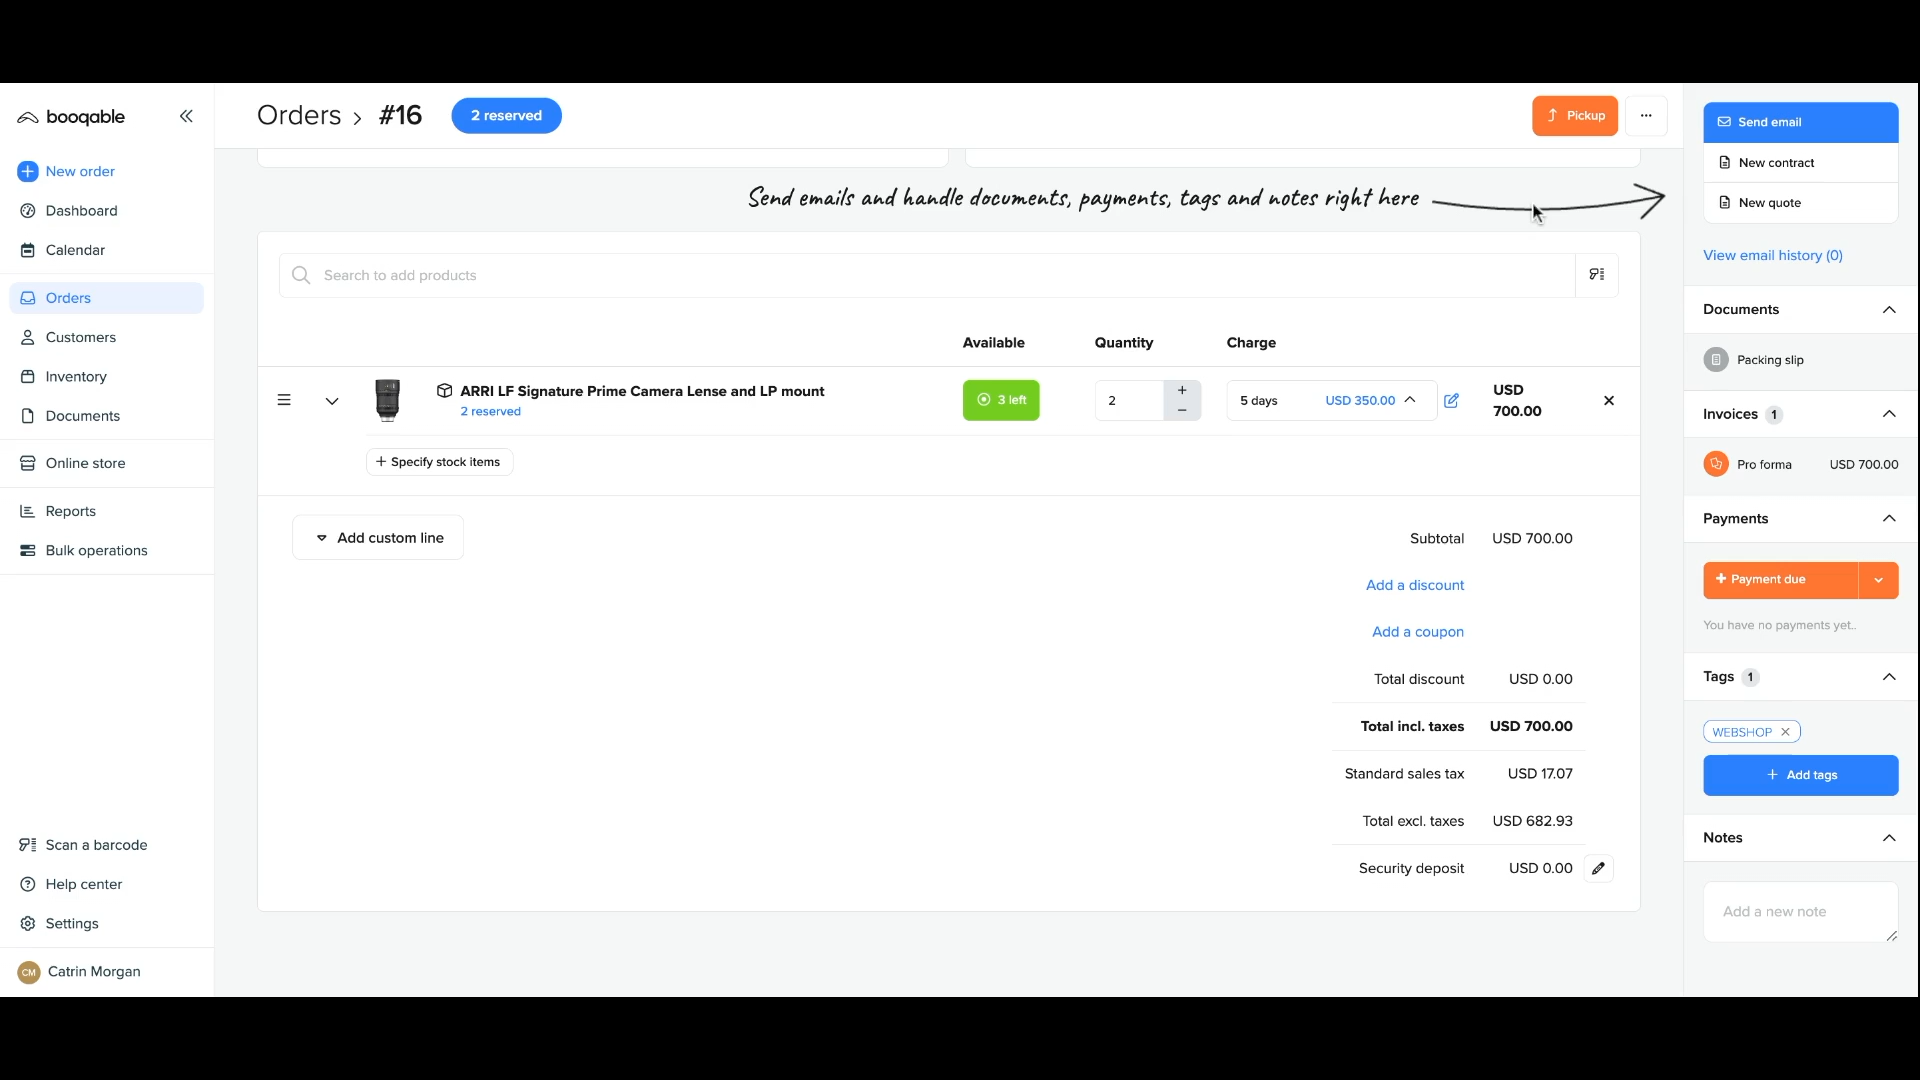 booqable
New order
Dashboard
Calendar
Orders
Customers
Inventory
Documents
Online store
Reports
Bulk operations
Scan a barcode
Help center
Settings
CM Catrin Morgan
Orders > #16 2 reserved
Pickup
...
Send emails and handle documents, payments, tags and notes right here
Search to add products
Available Quantity Charge
ARRI LF Signature Prime Camera Lense and LP mount
2 reserved
3 left
2
+
-
5 days USD 350.00
USD
700.00
+ Specify stock items
Add custom line
Subtotal USD 700.00
Add a discount
Add a coupon
Total discount USD 0.00
Total incl. taxes USD 700.00
Standard sales tax USD 17.07
Total excl. taxes USD 682.93
Security deposit USD 0.00
Send email
New contract
New quote
View email history (0)
Documents
Packing slip
Invoices 1
Pro forma USD 700.00
Payments
+ Payment due
You have no payments yet..
Tags 1
WEBSHOP
+ Add tags
Notes
Add a new note